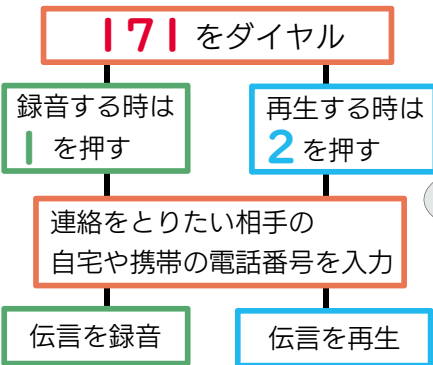 171をダイヤル
録音する時は
1を押す
再生する時は
2を押す
連絡をとりたい相手の
自宅や携帯の電話番号を入力
伝言を録音
伝言を再生